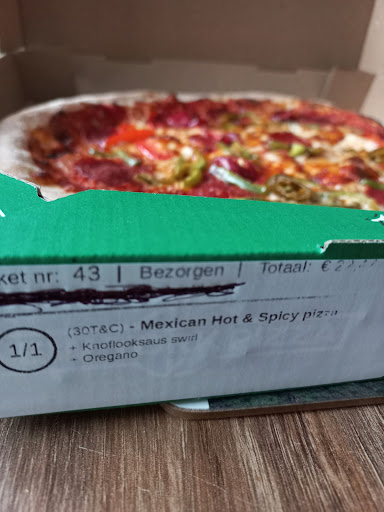 ket nr: 43 | Bezorgen | Totaal: €
1/1
(30T&C) - Mexican Hot & Spicy pizza
+ Knoflooksaus swirl
+ Oregano